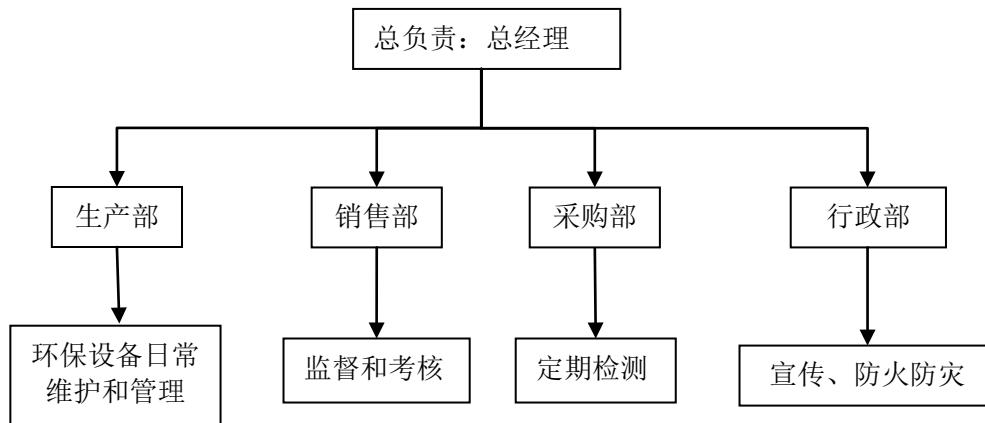 总负责：总经理
生产部
销售部
采购部
行政部
环保设备日常
维护和管理
监督和考核
定期检测
宣传、防火防灾